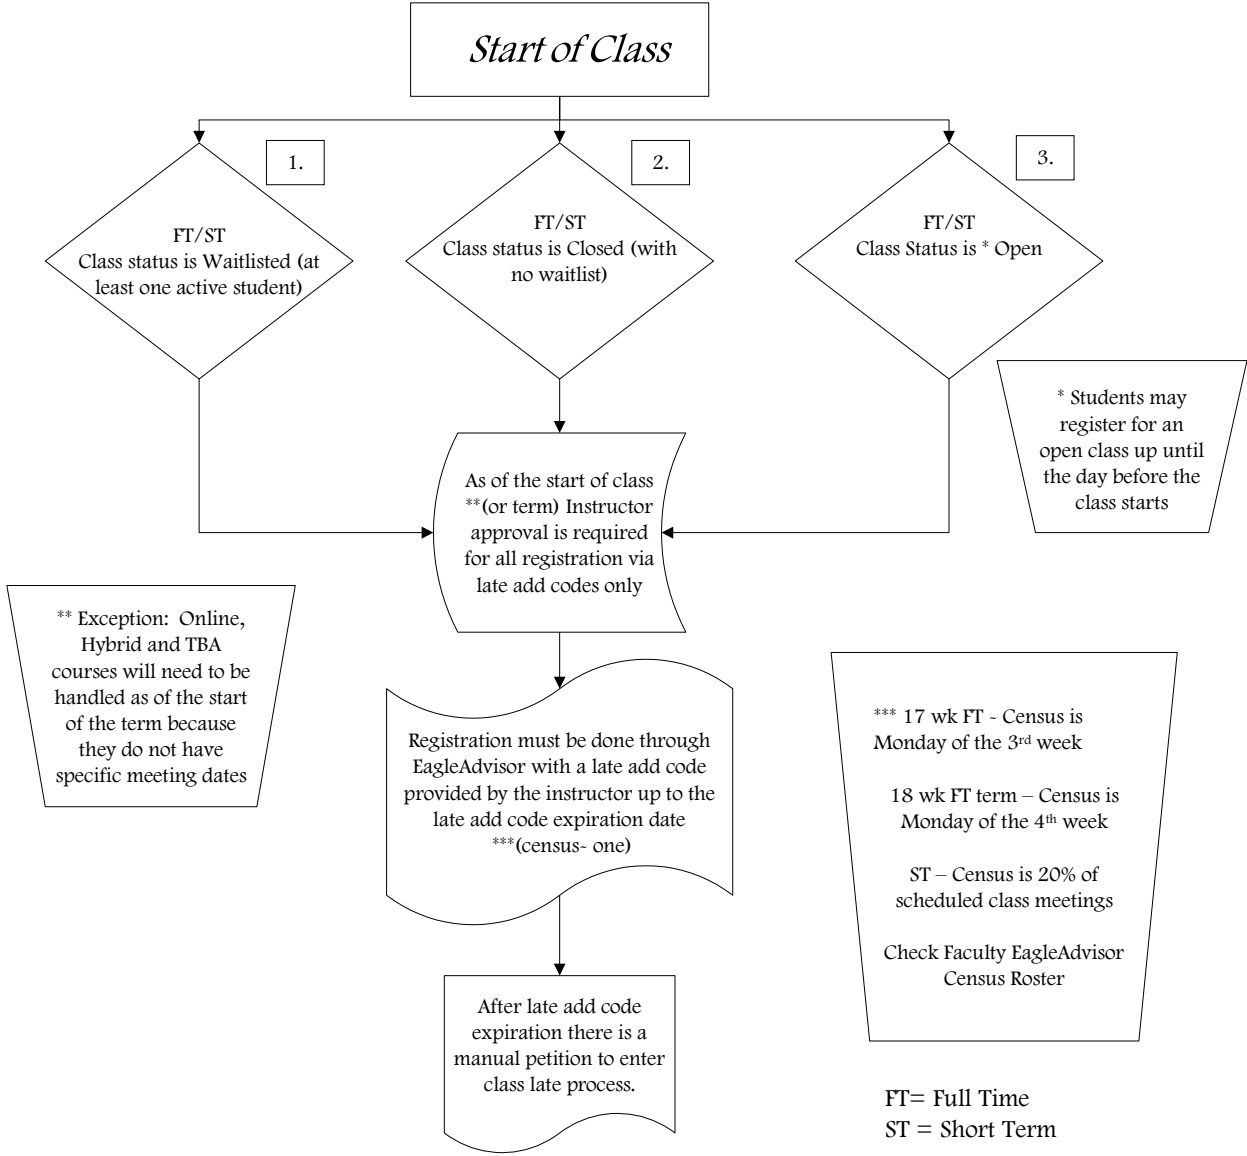 Start of Class
1.
2.
3.
FT/ST
Class status is Waitlisted (at
least one active student)
FT/ST
Class status is Closed (with
no waitlist)
FT/ST
Class Status is * Open
* Students may
register for an
open class up until
the day before the
class starts
As of the start of class
**(or term) Instructor
approval is required
for all registration via
late add codes only
** Exception: Online,
Hybrid and TBA
courses will need to be
handled as of the start
of the term because
they do not have
specific meeting dates
Registration must be done through
EagleAdvisor with a late add code
provided by the instructor up to the
late add code expiration date
***(census- one)
*** 17 wk FT - Census is
Monday of the 3rd week
18 wk FT term – Census is
Monday of the 4th week
ST – Census is 20% of
scheduled class meetings
Check Faculty EagleAdvisor
Census Roster
After late add code
expiration there is a
manual petition to enter
class late process.
FT= Full Time
ST = Short Term